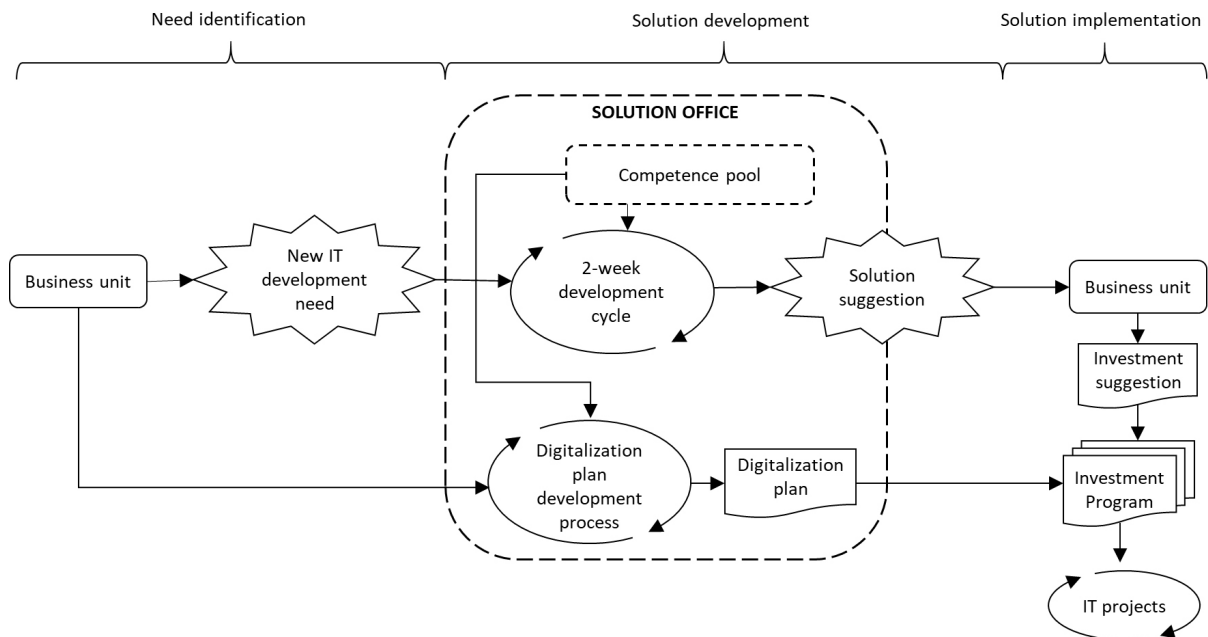 Need identification
Solution development
Solution implementation
SOLUTION OFFICE
Competence pool
Business unit
New IT
development
need
2-week
development
cycle
Solution
suggestion
Business unit
Investment
suggestion
Digitalization
plan
development
process
Digitalization
plan
Investment
Program
IT projects